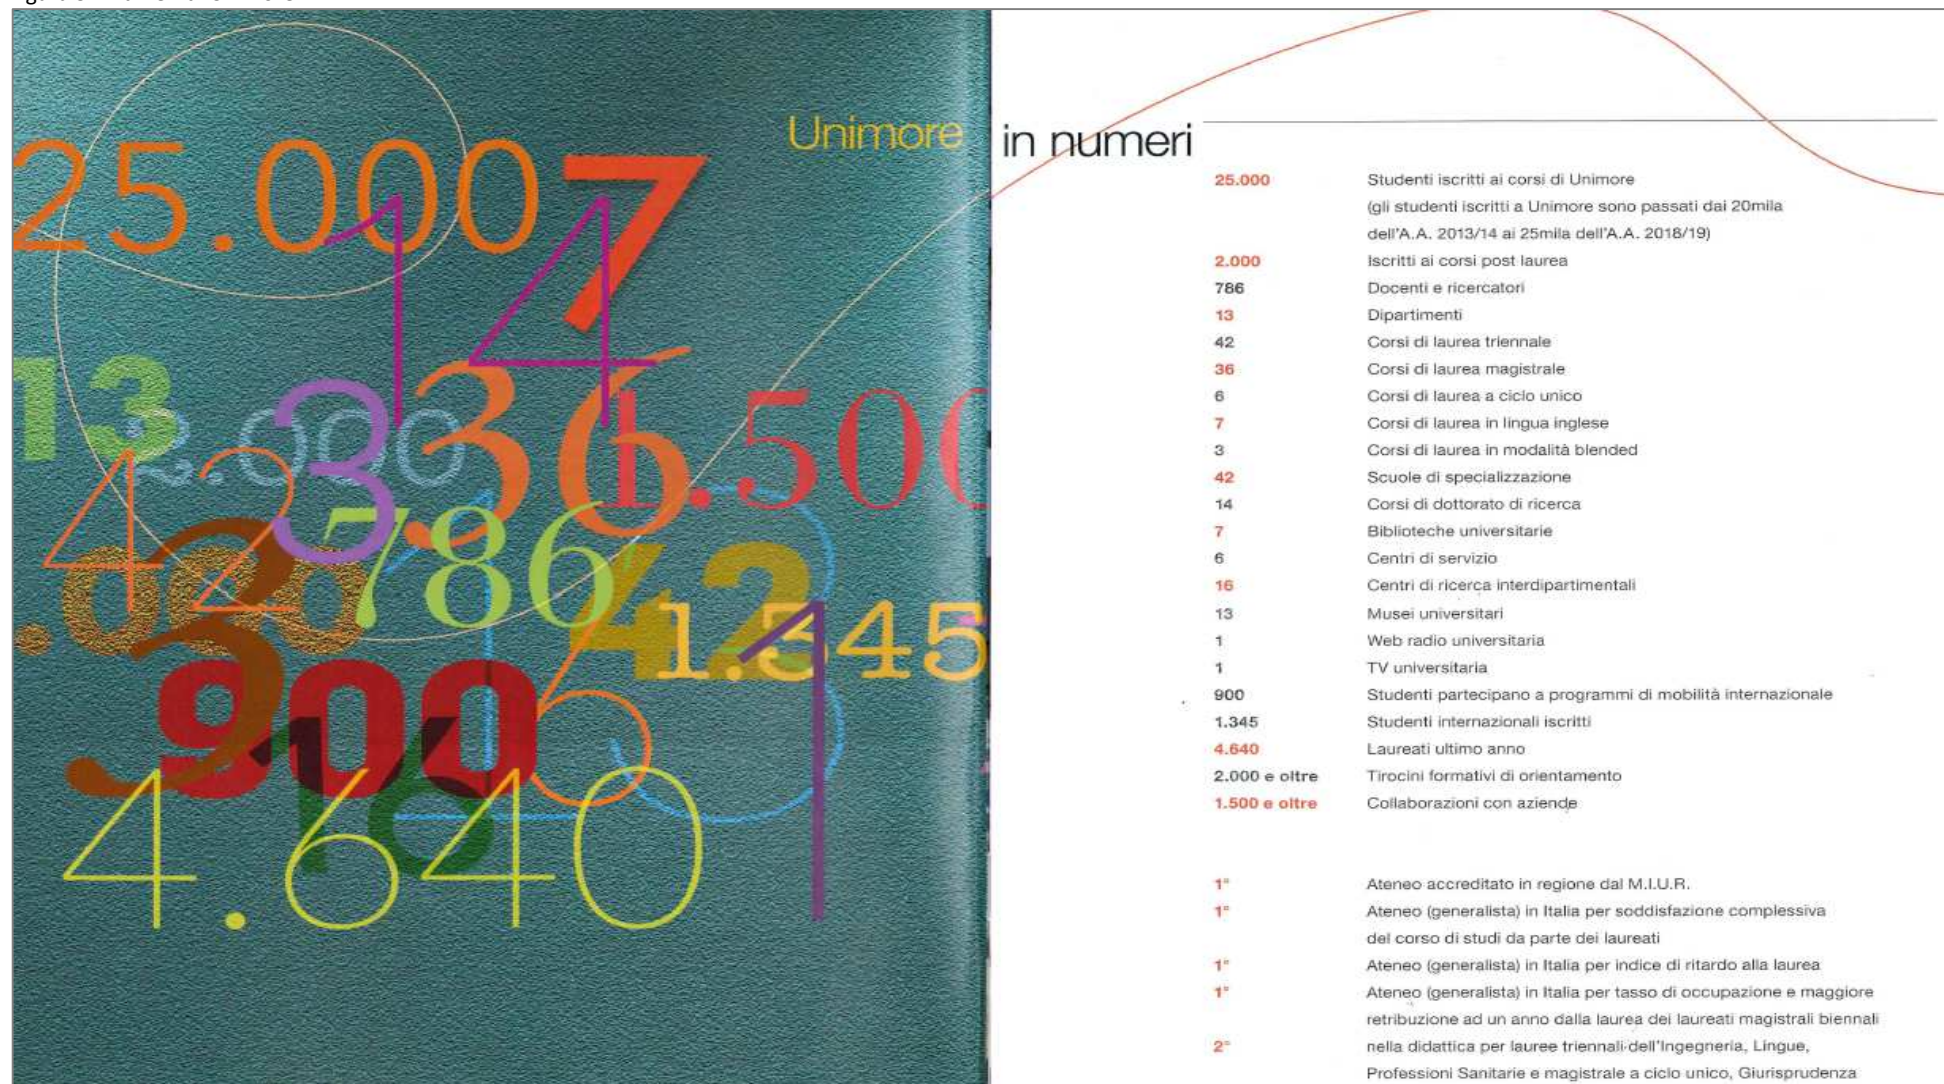 25.000
7
14
13
2.000
3
36
1.500
42
786
.000
42
1.345
3
900
6
1
16
4.640
Unimore in numeri
25.000 Studenti iscritti ai corsi di Unimore
(gli studenti iscritti a Unimore sono passati dai 20mila
dell'A.A. 2013/14 ai 25mila dell'A.A. 2018/19)
2.000 Iscritti ai corsi post laurea
786 Docenti e ricercatori
13 Dipartimenti
42 Corsi di laurea triennale
36 Corsi di laurea magistrale
6 Corsi di laurea a ciclo unico
7 Corsi di laurea in lingua inglese
3 Corsi di laurea in modalità blended
42 Scuole di specializzazione
14 Corsi di dottorato di ricerca
7 Biblioteche universitarie
6 Centri di servizio
16 Centri di ricerca interdipartimentali
13 Musei universitari
1 Web radio universitaria
1 TV universitaria
900 Studenti partecipano a programmi di mobilità internazionale
1.345 Studenti internazionali iscritti
4.640 Laureati ultimo anno
2.000 e oltre Tirocini formativi di orientamento
1.500 e oltre Collaborazioni con aziende
1° Ateneo accreditato in regione dal M.I.U.R.
1° Ateneo (generalista) in Italia per soddisfazione complessiva
del corso di studi da parte dei laureati
1° Ateneo (generalista) in Italia per indice di ritardo alla laurea
1° Ateneo (generalista) in Italia per tasso di occupazione e maggiore
retribuzione ad un anno dalla laurea dei laureati magistrali biennali
2° nella didattica per lauree triennali dell'Ingegneria, Lingue,
Professioni Sanitarie e magistrale a ciclo unico, Giurisprudenza